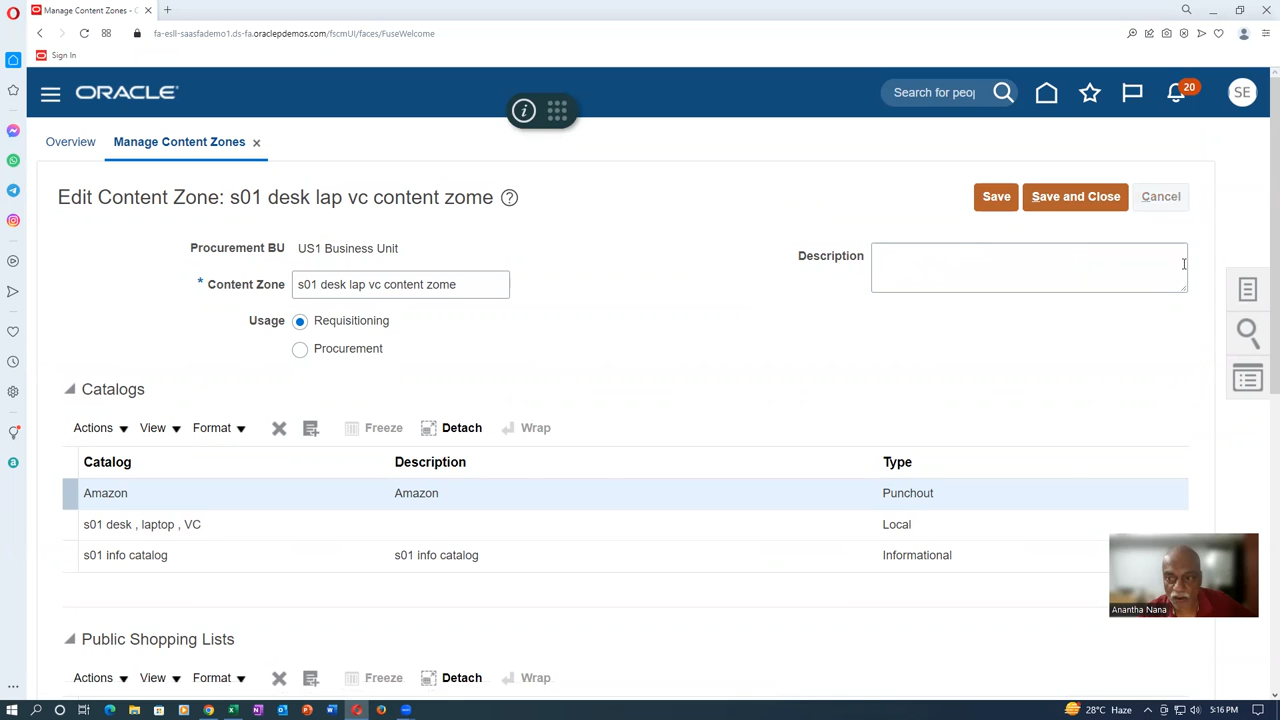 Manage Content Zones - C
fa-esll-saasfademo1.ds-fa.oraclepdemos.com/fscmUI/faces/FuseWelcome
Sign In
ORACLE
Search for peop
20
SE
Overview
Manage Content Zones
Edit Content Zone: s01 desk lap vc content zome
Save
Save and Close
Cancel
Procurement BU US1 Business Unit
Description
* Content Zone s01 desk lap vc content zome
Usage Requisitioning
Procurement
Catalogs
Actions View Format Freeze Detach Wrap
Catalog Description Type
Amazon Amazon Punchout
s01 desk , laptop , VC Local
s01 info catalog s01 info catalog Informational
Anantha Nana
Public Shopping Lists
Actions View Format Freeze Detach Wrap
28°C Haze 5:16 PM